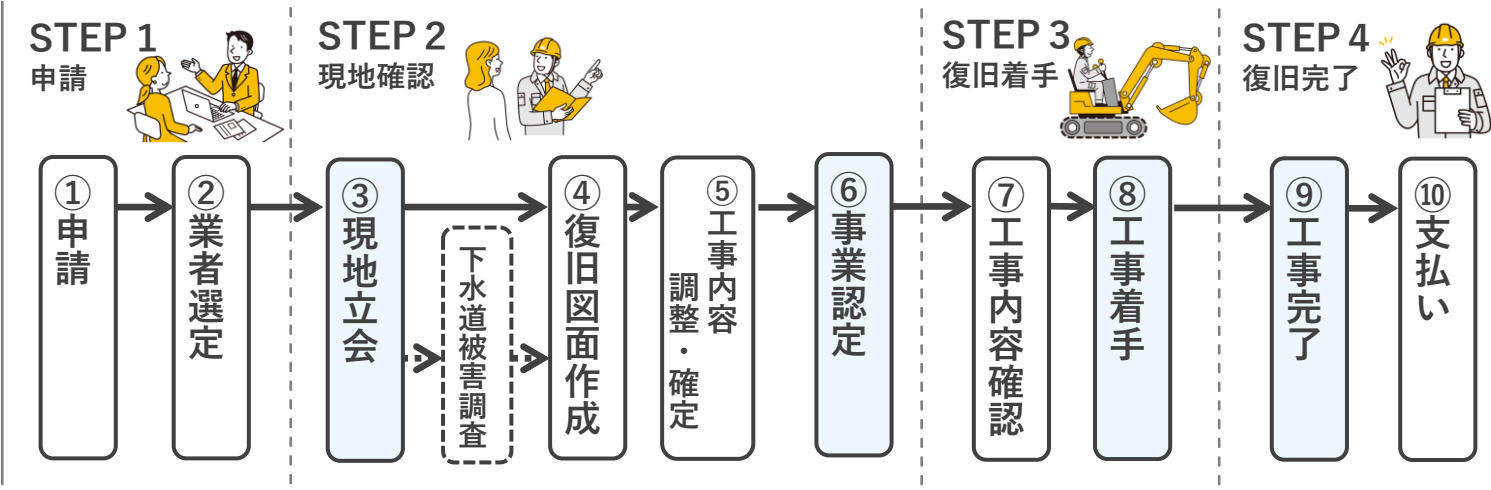 STEP 1
申請
STEP 2
現地確認
STEP 3
復旧着手
STEP 4
復旧完了
①申請
②業者選定
③現地立会
下水道被害調査
④復旧図面作成
⑤工事内容
調整・確定
⑥事業認定
⑦工事内容確認
⑧工事着手
⑨工事完了
⑩支払い